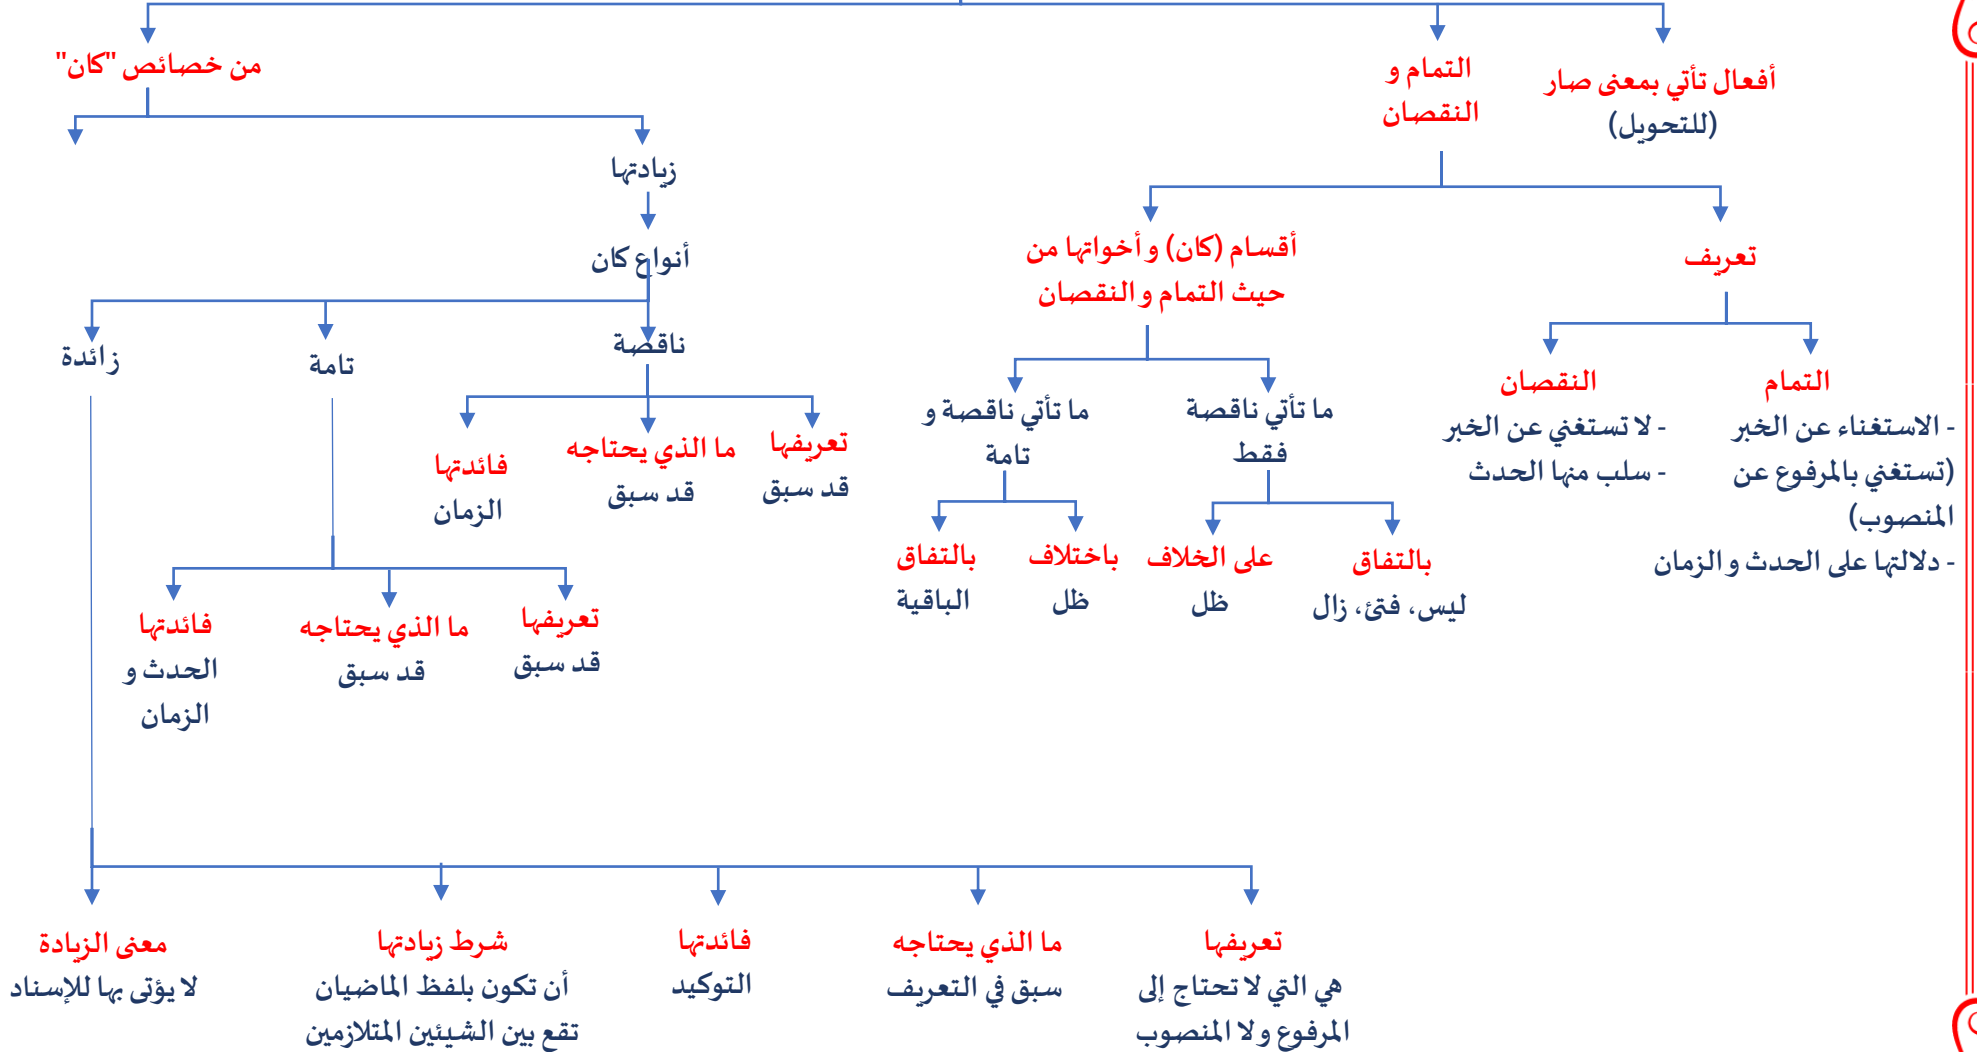 أفعال تأتي بمعنى صار
(للتحويل)
التمام و
النقصان
من خصائص "كان"
تعريف
التمام
- الاستغناء عن الخبر
(تستغني بالمرفوع عن
المنصوب)
- دلالتها على الحدث و الزمان
النقصان
- لا تستغني عن الخبر
- سلب منها الحدث
أقسام (كان) و أخواتها من
حيث التمام و النقصان
ما تأتي ناقصة
فقط
بالتفاق
ليس، فتئ، زال
على الخلاف
ظل
ما تأتي ناقصة و
تامة
باختلاف
ظل
بالتفاق
الباقية
زيادتها
أنواع كان
ناقصة
تعريفها
قد سبق
ما الذي يحتاجه
قد سبق
فائدتها
الزمان
تامة
تعريفها
قد سبق
ما الذي يحتاجه
قد سبق
فائدتها
الحدث و
الزمان
زائدة
تعريفها
هي التي لا تحتاج إلى
المرفوع ولا المنصوب
ما الذي يحتاجه
سبق في التعريف
فائدتها
التوكيد
شرط زيادتها
أن تكون بلفظ الماضيان
تقع بين الشيئين المتلازمين
معنى الزيادة
لا يؤتى بها للإسناد